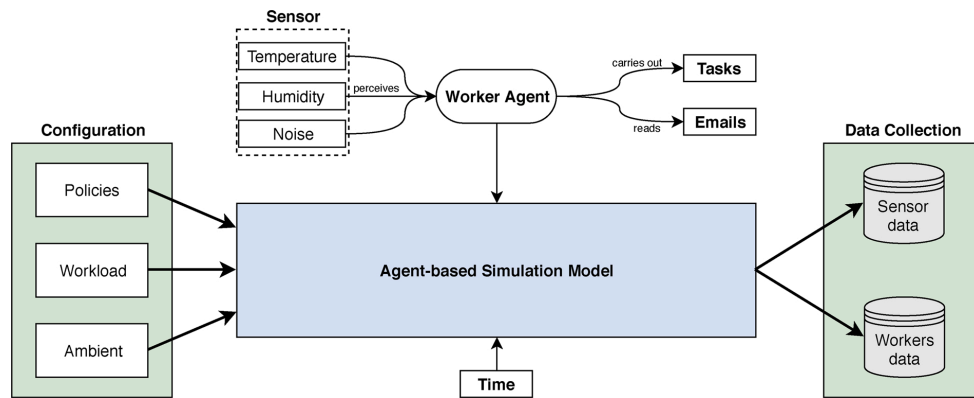 Sensor
Temperature
Humidity
Noise
perceives
Worker Agent
carries out
reads
Tasks
Emails
Configuration
Policies
Workload
Ambient
Agent-based Simulation Model
Time
Data Collection
Sensor
data
Workers
data